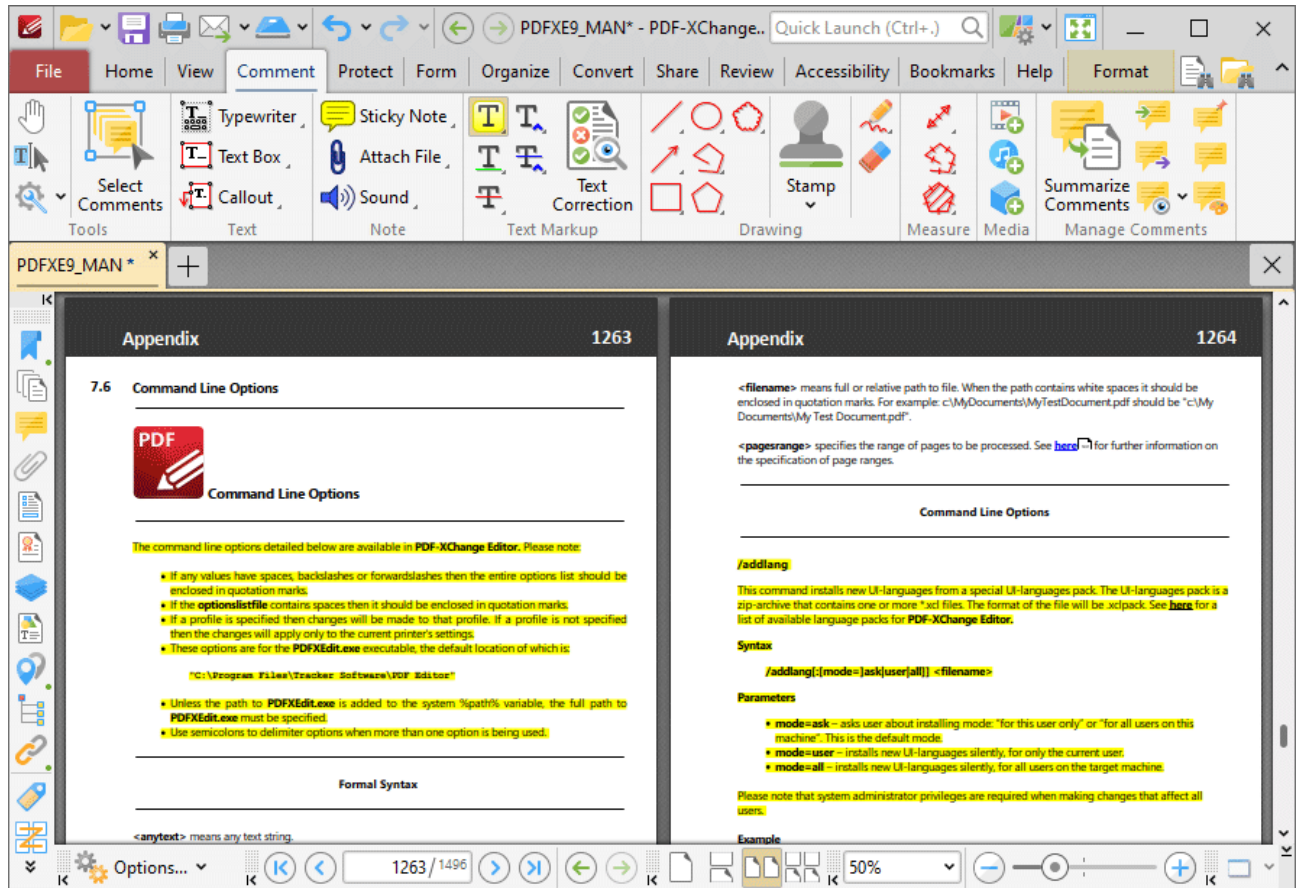 PDFXE9_MAN* - PDF-XChange.. Quick Launch (Ctrl+.)
File Home View Comment Protect Form Organize Convert Share Review Accessibility Bookmarks Help Format
Typewriter
Text Box
Callout
Sticky Note
Attach File
Sound
Select
Comments
Text
Correction
Stamp
Summarize
Comments
Tools Text Note Text Markup Drawing Measure Media Manage Comments
PDFXE9_MAN *
Appendix 1263
7.6 Command Line Options
PDF
Command Line Options
The command line options detailed below are available in PDF-XChange Editor. Please note:
• If any values have spaces, backslashes or forwardslashes then the entire options list should be
enclosed in quotation marks.
• If the optionslistfile contains spaces then it should be enclosed in quotation marks.
• If a profile is specified then changes will be made to that profile. If a profile is not specified
then the changes will apply only to the current printer's settings.
• These options are for the PDFXEdit.exe executable, the default location of which is:
"C:\Program Files\Tracker Software\PDF Editor"
• Unless the path to PDFXEdit.exe is added to the system %path% variable, the full path to
PDFXEdit.exe must be specified.
• Use semicolons to delimiter options when more than one option is being used.
Formal Syntax
<anytext> means any text string.
Appendix 1264
<filename> means full or relative path to file. When the path contains white spaces it should be
enclosed in quotation marks. For example: c:\MyDocuments\MyTestDocument.pdf should be "c:\My
Documents\My Test Document.pdf".
<pagesrange> specifies the range of pages to be processed. See here for further information on
the specification of page ranges.
Command Line Options
/addlang
This command installs new UI-languages from a special UI-languages pack. The UI-languages pack is a
zip-archive that contains one or more *.xcl files. The format of the file will be .xclpack. See here for a
list of available language packs for PDF-XChange Editor.
Syntax
/addlang[:[mode=]ask|user|all]] <filename>
Parameters
• mode=ask – asks user about installing mode: "for this user only" or "for all users on this
machine". This is the default mode.
• mode=user – installs new UI-languages silently, for only the current user.
• mode=all – installs new UI-languages silently, for all users on the target machine.
Please note that system administrator privileges are required when making changes that affect all
users.
Example
Options... 1263 / 1496 50%